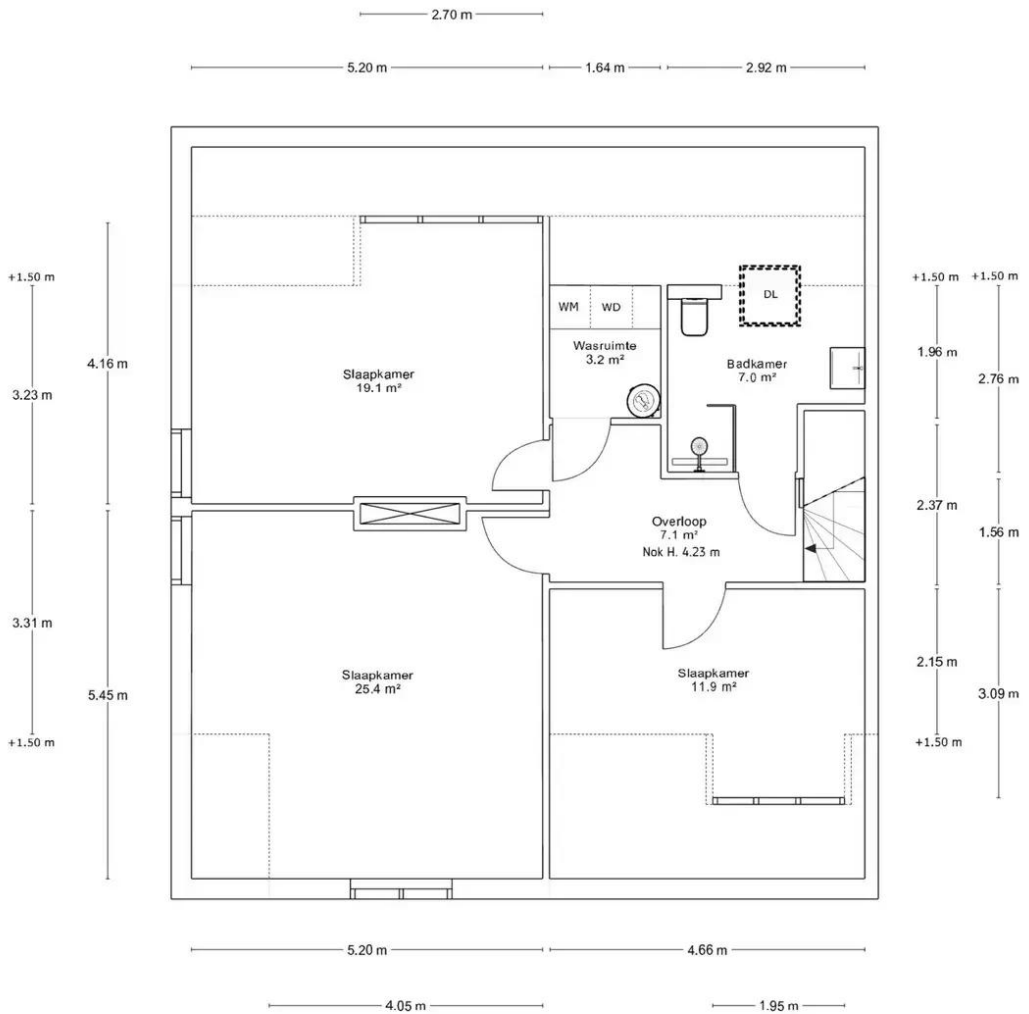 2.70 m
5.20 m
1.64 m
2.92 m
+1.50 m
+1.50 m
+1.50 m
DL
WM
WD
Wasruimte
3.2 m²
Badkamer
7.0 m²
1.96 m
4.16 m
Slaapkamer
19.1 m²
2.76 m
3.23 m
2.37 m
Overloop
7.1 m²
Nok H. 4.23 m
1.56 m
3.31 m
2.15 m
Slaapkamer
25.4 m²
Slaapkamer
11.9 m²
5.45 m
3.09 m
+1.50 m
+1.50 m
5.20 m
4.66 m
4.05 m
1.95 m